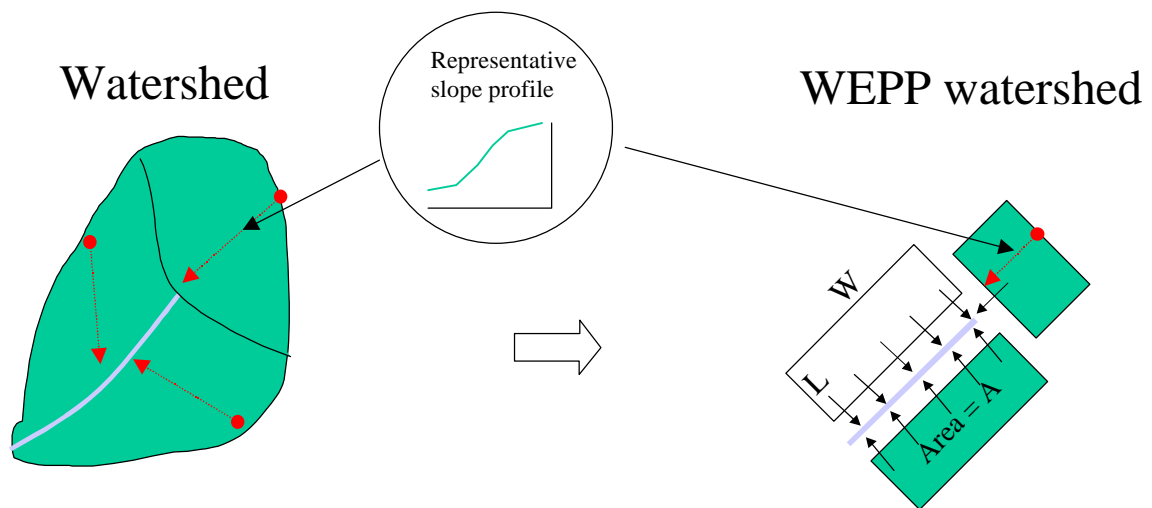 Watershed
Representative
slope profile
WEPP watershed
W
L
Area = A